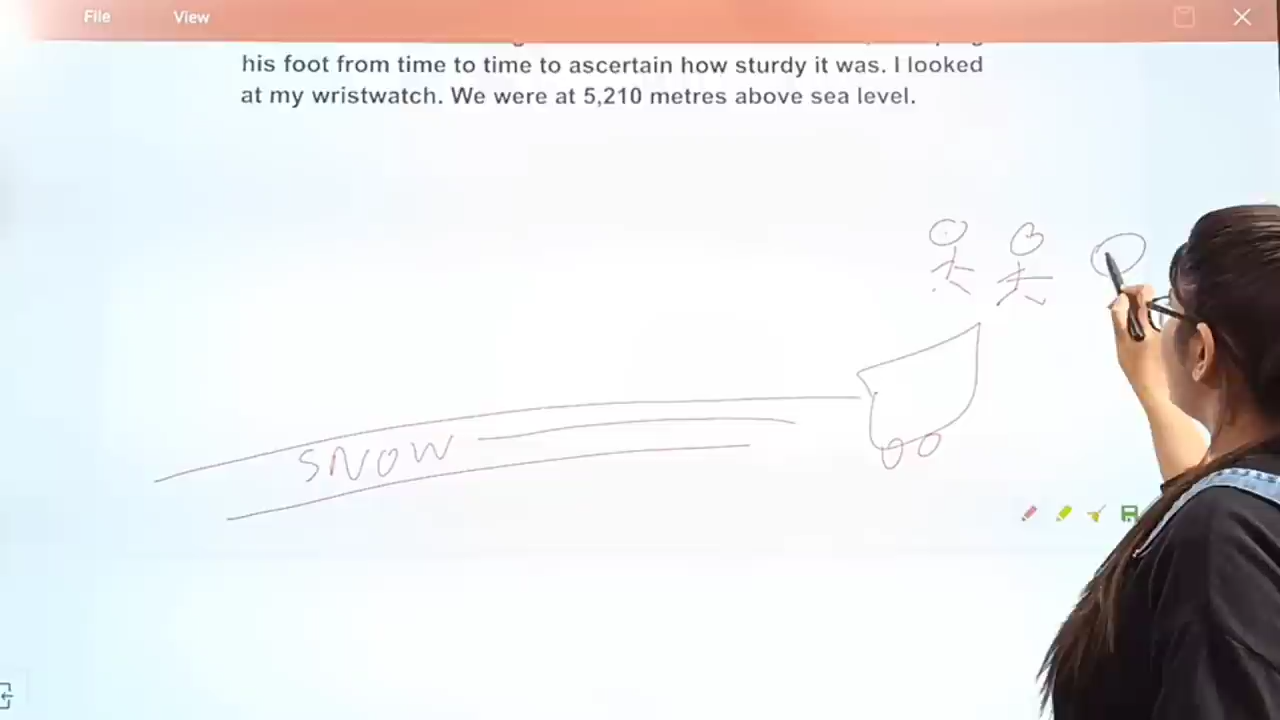 File View
his foot from time to time to ascertain how sturdy it was. I looked
at my wristwatch. We were at 5,210 metres above sea level.
SNOW